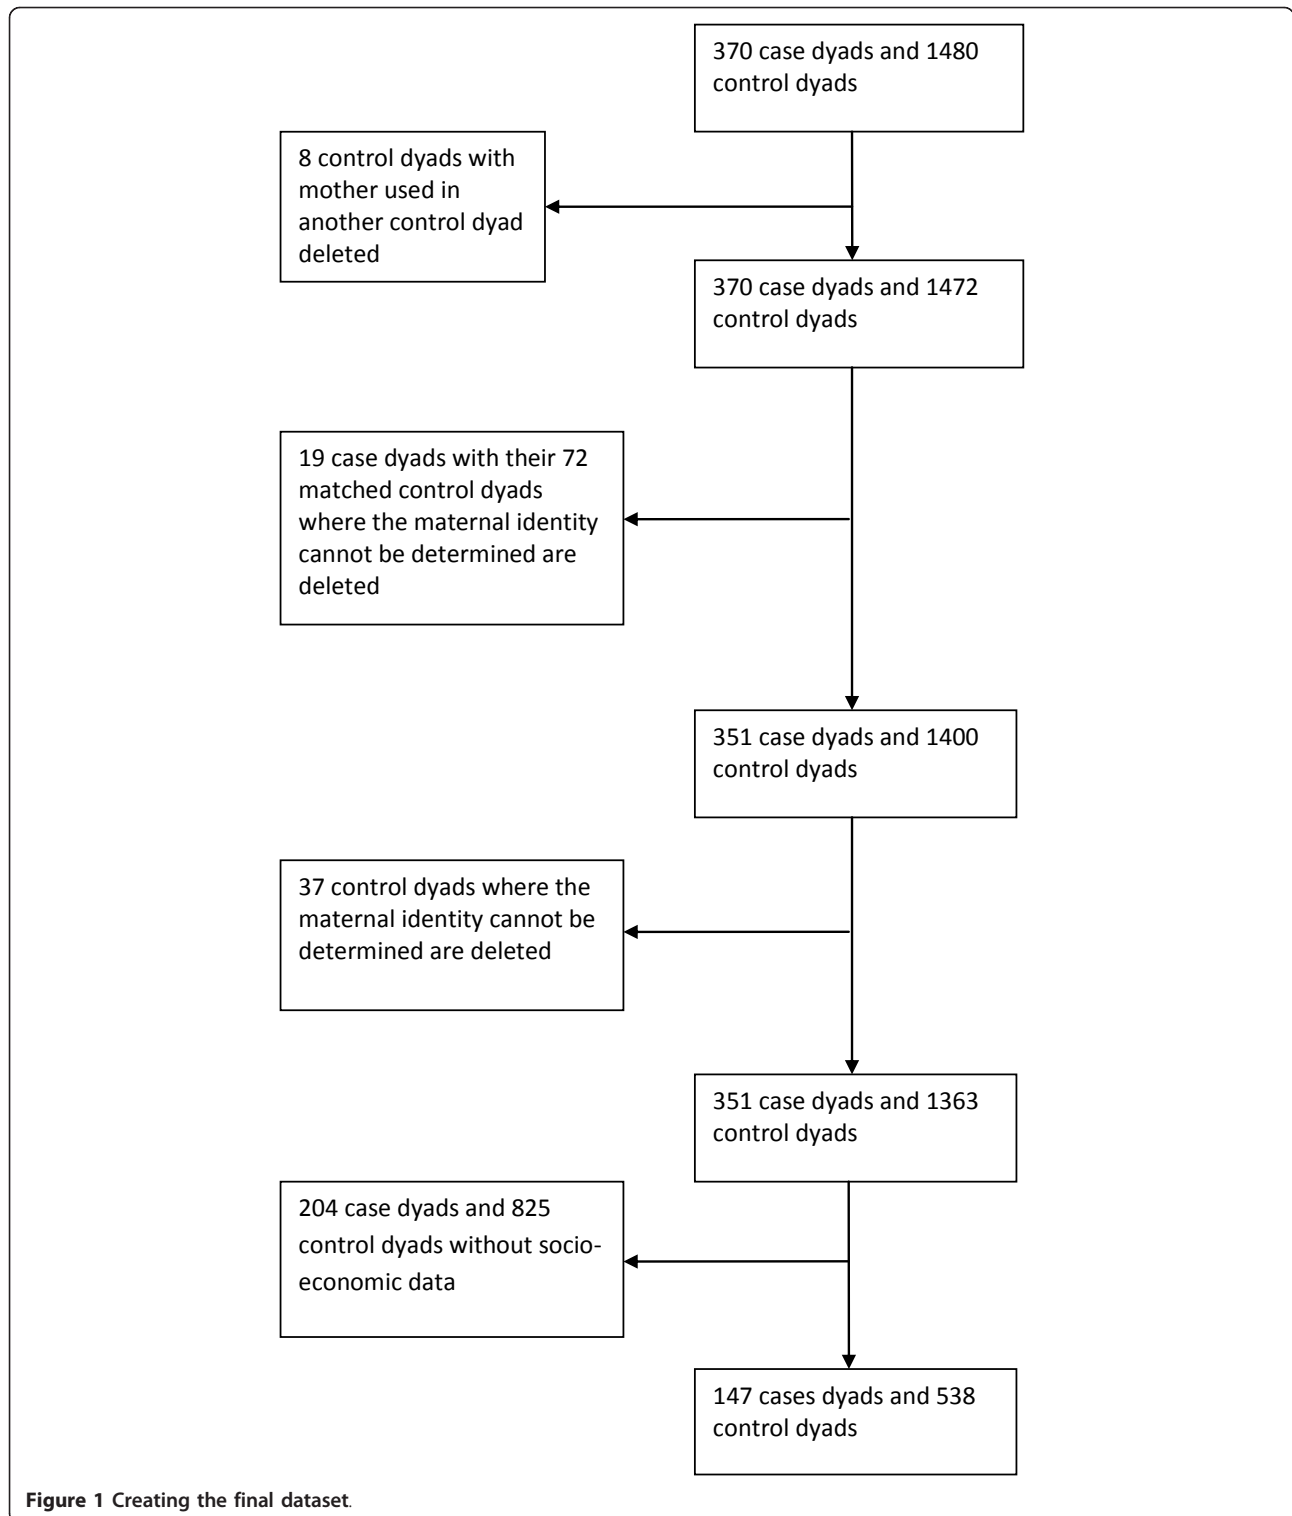 370 case dyads and 1480
control dyads
8 control dyads with
mother used in
another control dyad
deleted
370 case dyads and 1472
control dyads
19 case dyads with their 72
matched control dyads
where the maternal identity
cannot be determined are
deleted
351 case dyads and 1400
control dyads
37 control dyads where the
maternal identity cannot be
determined are deleted
351 case dyads and 1363
control dyads
204 case dyads and 825
control dyads without socio-
economic data
147 cases dyads and 538
control dyads
Figure 1 Creating the final dataset.